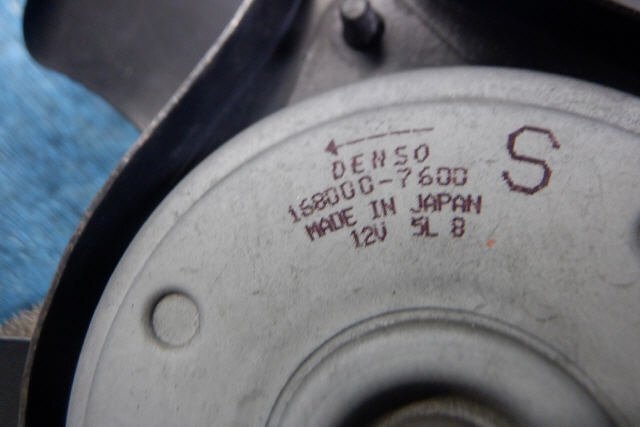 DENSO
168000-7600
MADE IN JAPAN
12V 5L 8
S